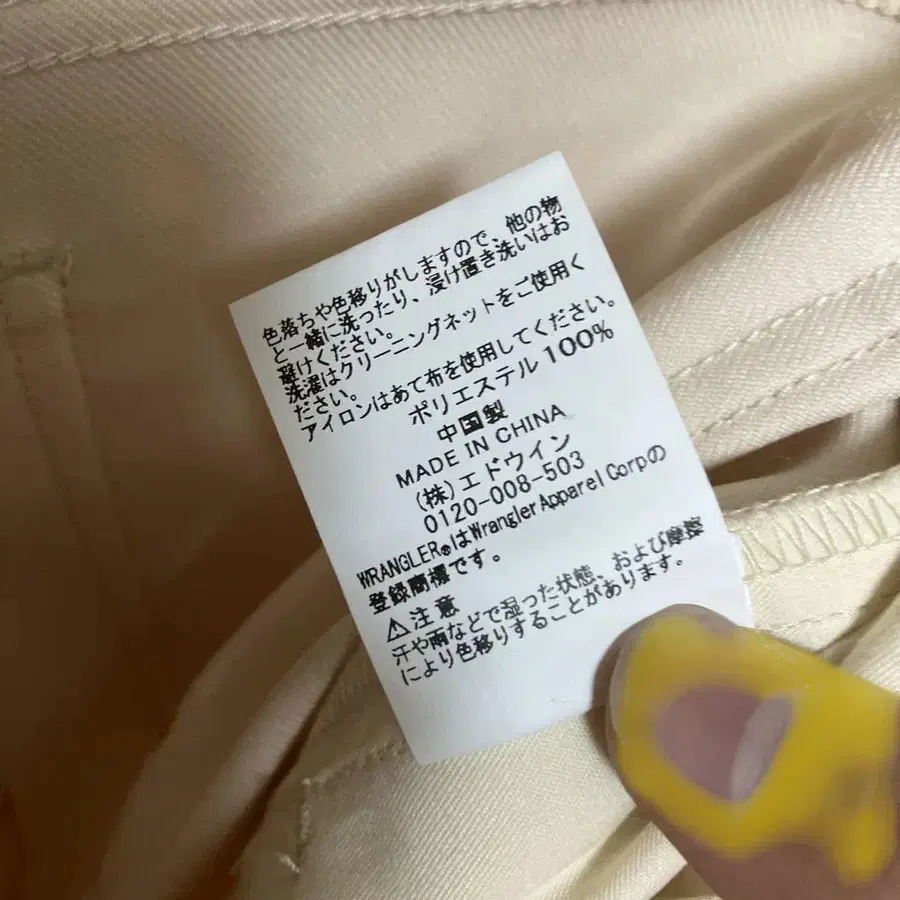 色落ちや色移りがしますので、他の物
と一緒に洗ったり、浸け置き洗いはお
避けください。
洗濯はクリーニングネットをご使用く
ださい。
アイロンはあて布を使用してください。
ポリエステル 100%
中国製
MADE IN CHINA
(株)エドウイン
0120-008-503
WRANGLER®はWrangler Apparel Corpの
登録商標です。
⚠注意
汗や雨などで湿った状態、および摩擦
により色移りすることがあります。